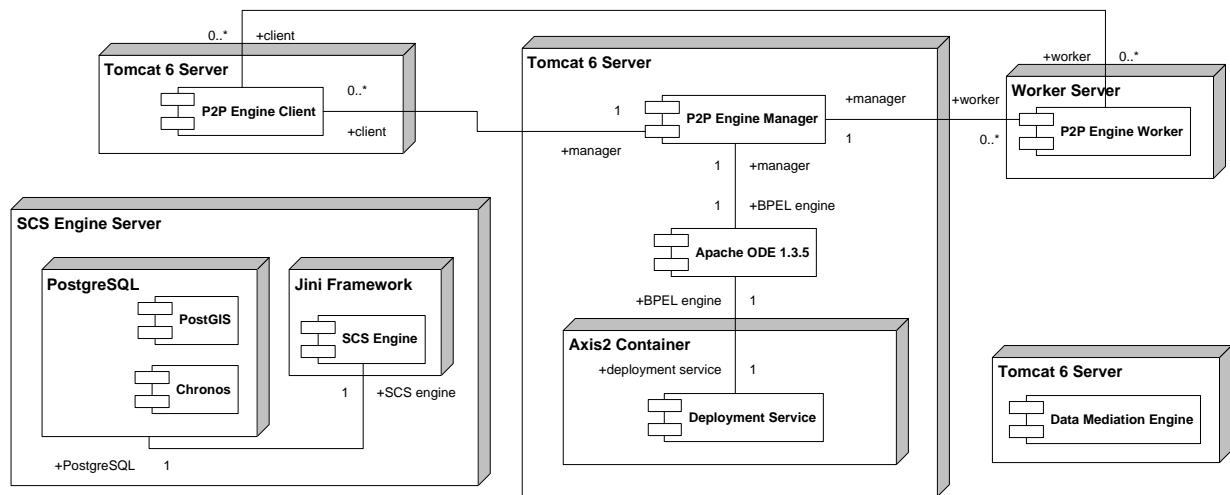 0..*
+client
Tomcat 6 Server
P2P Engine Client
0..*
+client
Tomcat 6 Server
1
+manager
P2P Engine Manager
+manager
1
+worker
0..*
+worker
0..*
Worker Server
P2P Engine Worker
1
+manager
1
+BPEL engine
Apache ODE 1.3.5
+BPEL engine
1
Axis2 Container
+deployment service
1
Deployment Service
SCS Engine Server
PostgreSQL
PostGIS
Chronos
Jini Framework
SCS Engine
1
+SCS engine
+PostgreSQL
1
Tomcat 6 Server
Data Mediation Engine